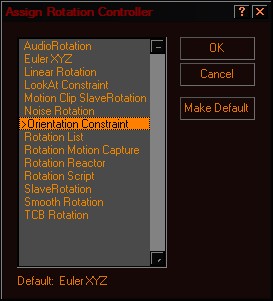 Assign Rotation Controller ? ×
AudioRotation
Euler XYZ
Linear Rotation
LookAt Constraint
Motion Clip SlaveRotation
Noise Rotation
>Orientation Constraint
Rotation List
Rotation Motion Capture
Rotation Reactor
Rotation Script
SlaveRotation
Smooth Rotation
TCB Rotation
OK
Cancel
Make Default
Default: Euler XYZ